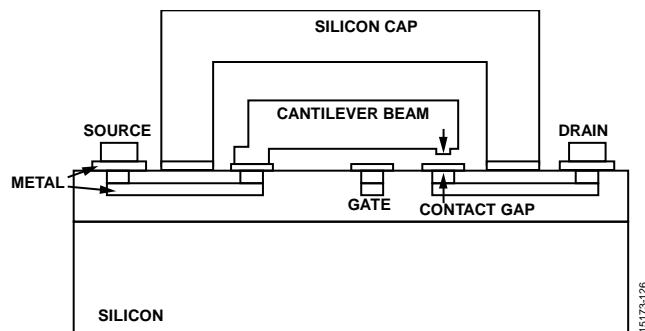 SILICON CAP
CANTILEVER BEAM
SOURCE
DRAIN
METAL
GATE
CONTACT GAP
SILICON
15173-126